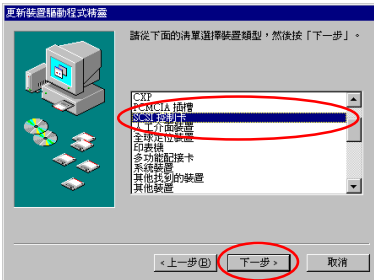 更新裝置驅動程式精靈
請從下面的清單選擇裝置類型，然後按「下一步」。
CXP
PCMCIA 插槽
SCSI 控制卡
人工介面裝置
全球定位裝置
印表機
多功能配接卡
系統裝置
其他找到的裝置
其他裝置
<上一步(B)
下一步>
取消